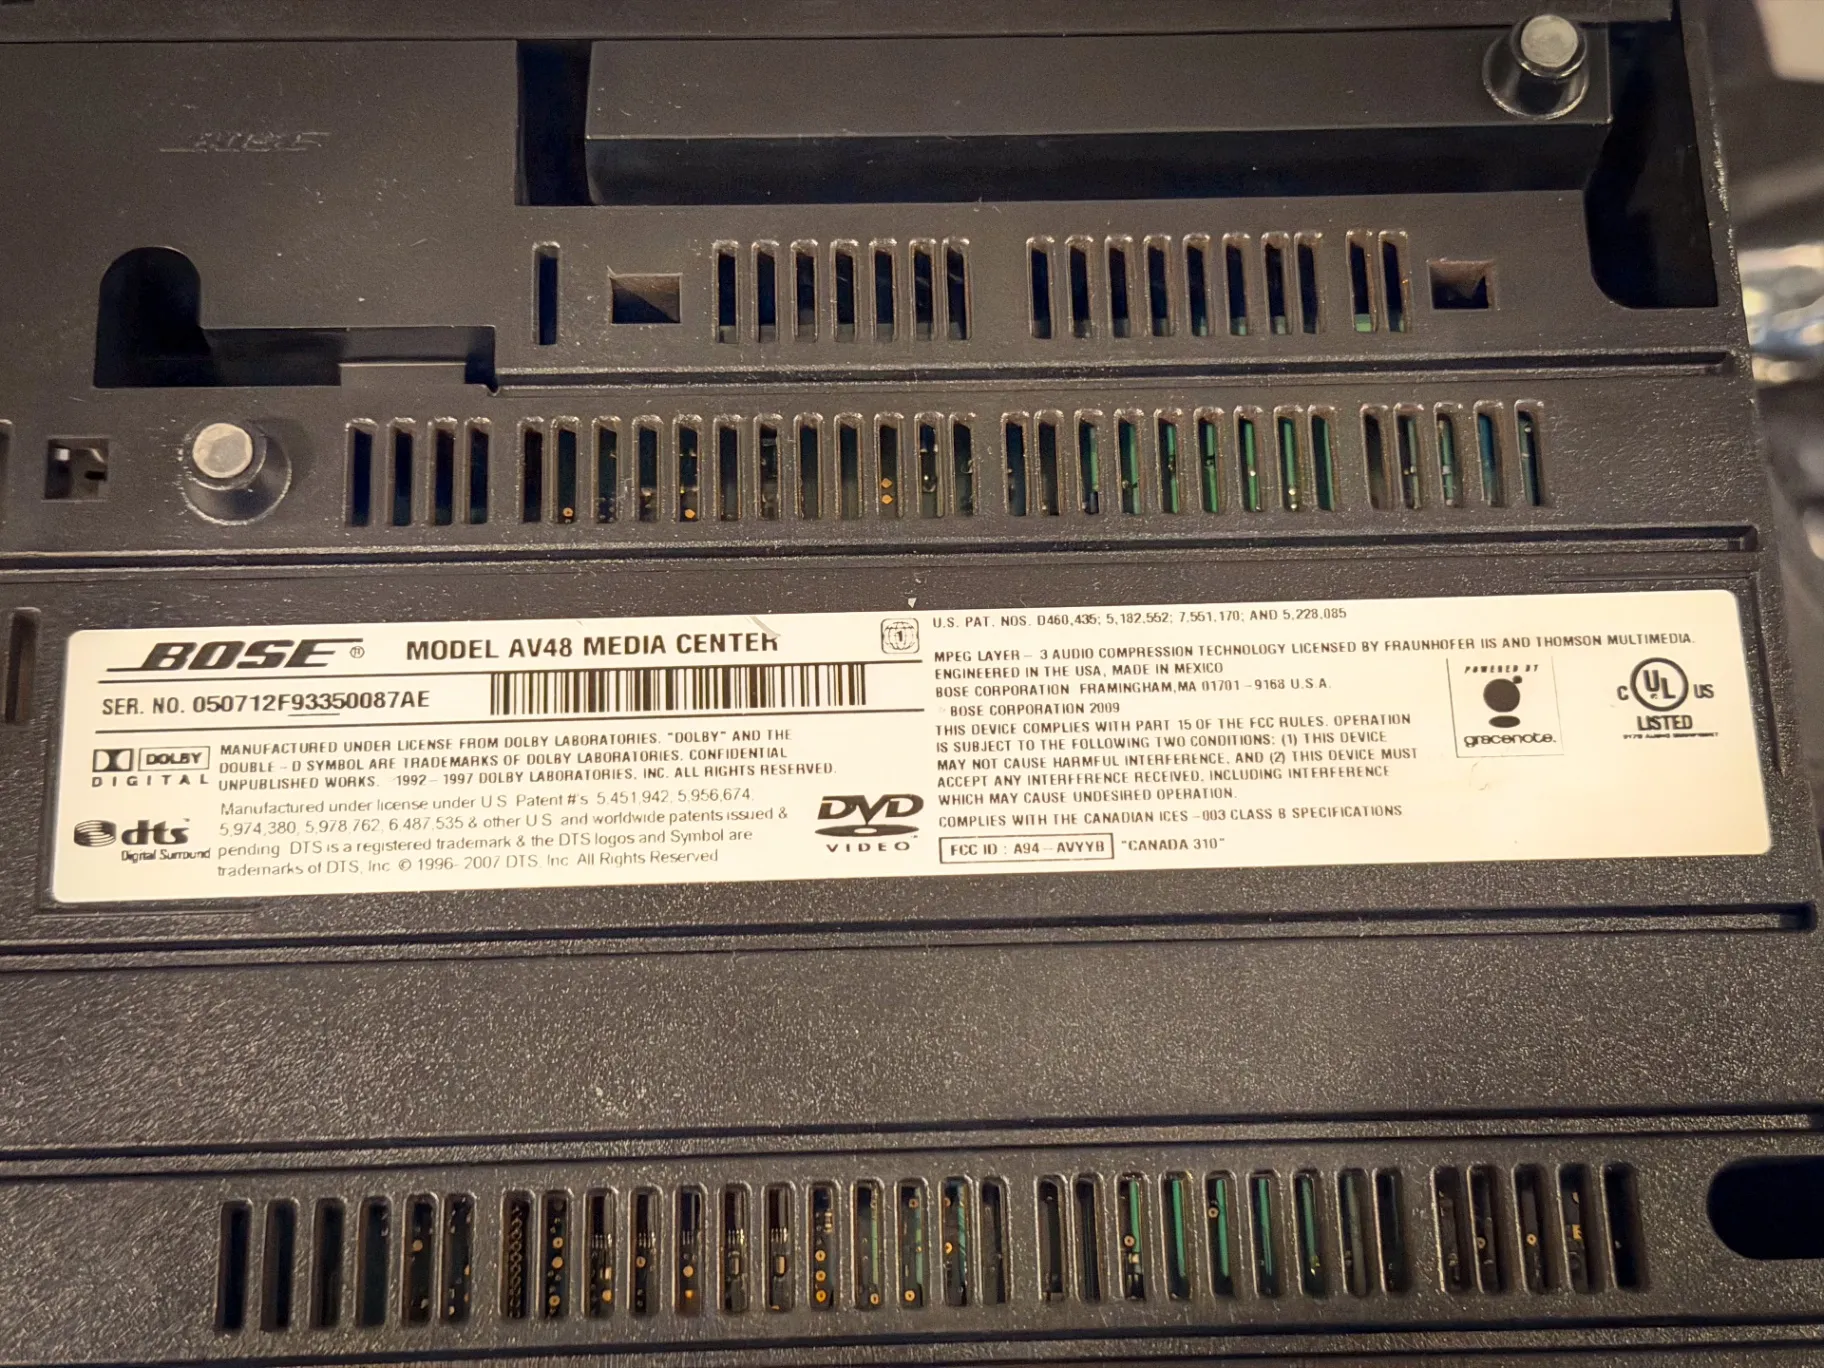 BOSE ® MODEL AV48 MEDIA CENTER
SER. NO. 050712F93350087AE
DOLBY
DIGITAL
MANUFACTURED UNDER LICENSE FROM DOLBY LABORATORIES. "DOLBY" AND THE
DOUBLE - D SYMBOL ARE TRADEMARKS OF DOLBY LABORATORIES. CONFIDENTIAL
UNPUBLISHED WORKS. 1992 - 1997 DOLBY LABORATORIES, INC. ALL RIGHTS RESERVED.
dts
Digital Surround
Manufactured under license under U S Patent #'s 5,451,942, 5,956,674,
5,974,380, 5,978,762, 6,487,535 & other U S and worldwide patents issued &
pending DTS is a registered trademark & the DTS logos and Symbol are
trademarks of DTS, Inc © 1996- 2007 DTS, Inc All Rights Reserved
DVD
VIDEO
1
U.S. PAT. NOS. D460,435; 5,182,552; 7,551,170; AND 5,228,085
MPEG LAYER - 3 AUDIO COMPRESSION TECHNOLOGY LICENSED BY FRAUNHOFER IIS AND THOMSON MULTIMEDIA.
ENGINEERED IN THE USA, MADE IN MEXICO
BOSE CORPORATION FRAMINGHAM,MA 01701 - 9168 U.S.A.
BOSE CORPORATION 2009
THIS DEVICE COMPLIES WITH PART 15 OF THE FCC RULES. OPERATION
IS SUBJECT TO THE FOLLOWING TWO CONDITIONS: (1) THIS DEVICE
MAY NOT CAUSE HARMFUL INTERFERENCE, AND (2) THIS DEVICE MUST
ACCEPT ANY INTERFERENCE RECEIVED, INCLUDING INTERFERENCE
WHICH MAY CAUSE UNDESIRED OPERATION.
COMPLIES WITH THE CANADIAN ICES -003 CLASS B SPECIFICATIONS
FCC ID : A94 - AVYYB "CANADA 310"
POWERED BY
gracenote.
C UL US
LISTED